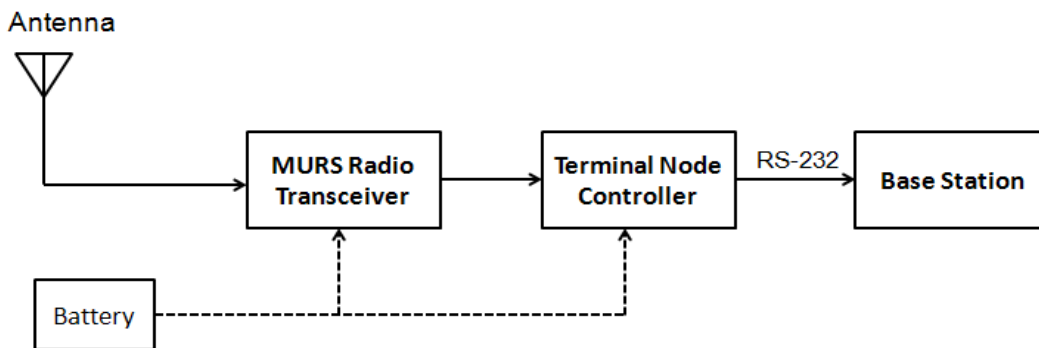 Antenna
MURS Radio
Transceiver
Terminal Node
Controller
RS-232
Base Station
Battery